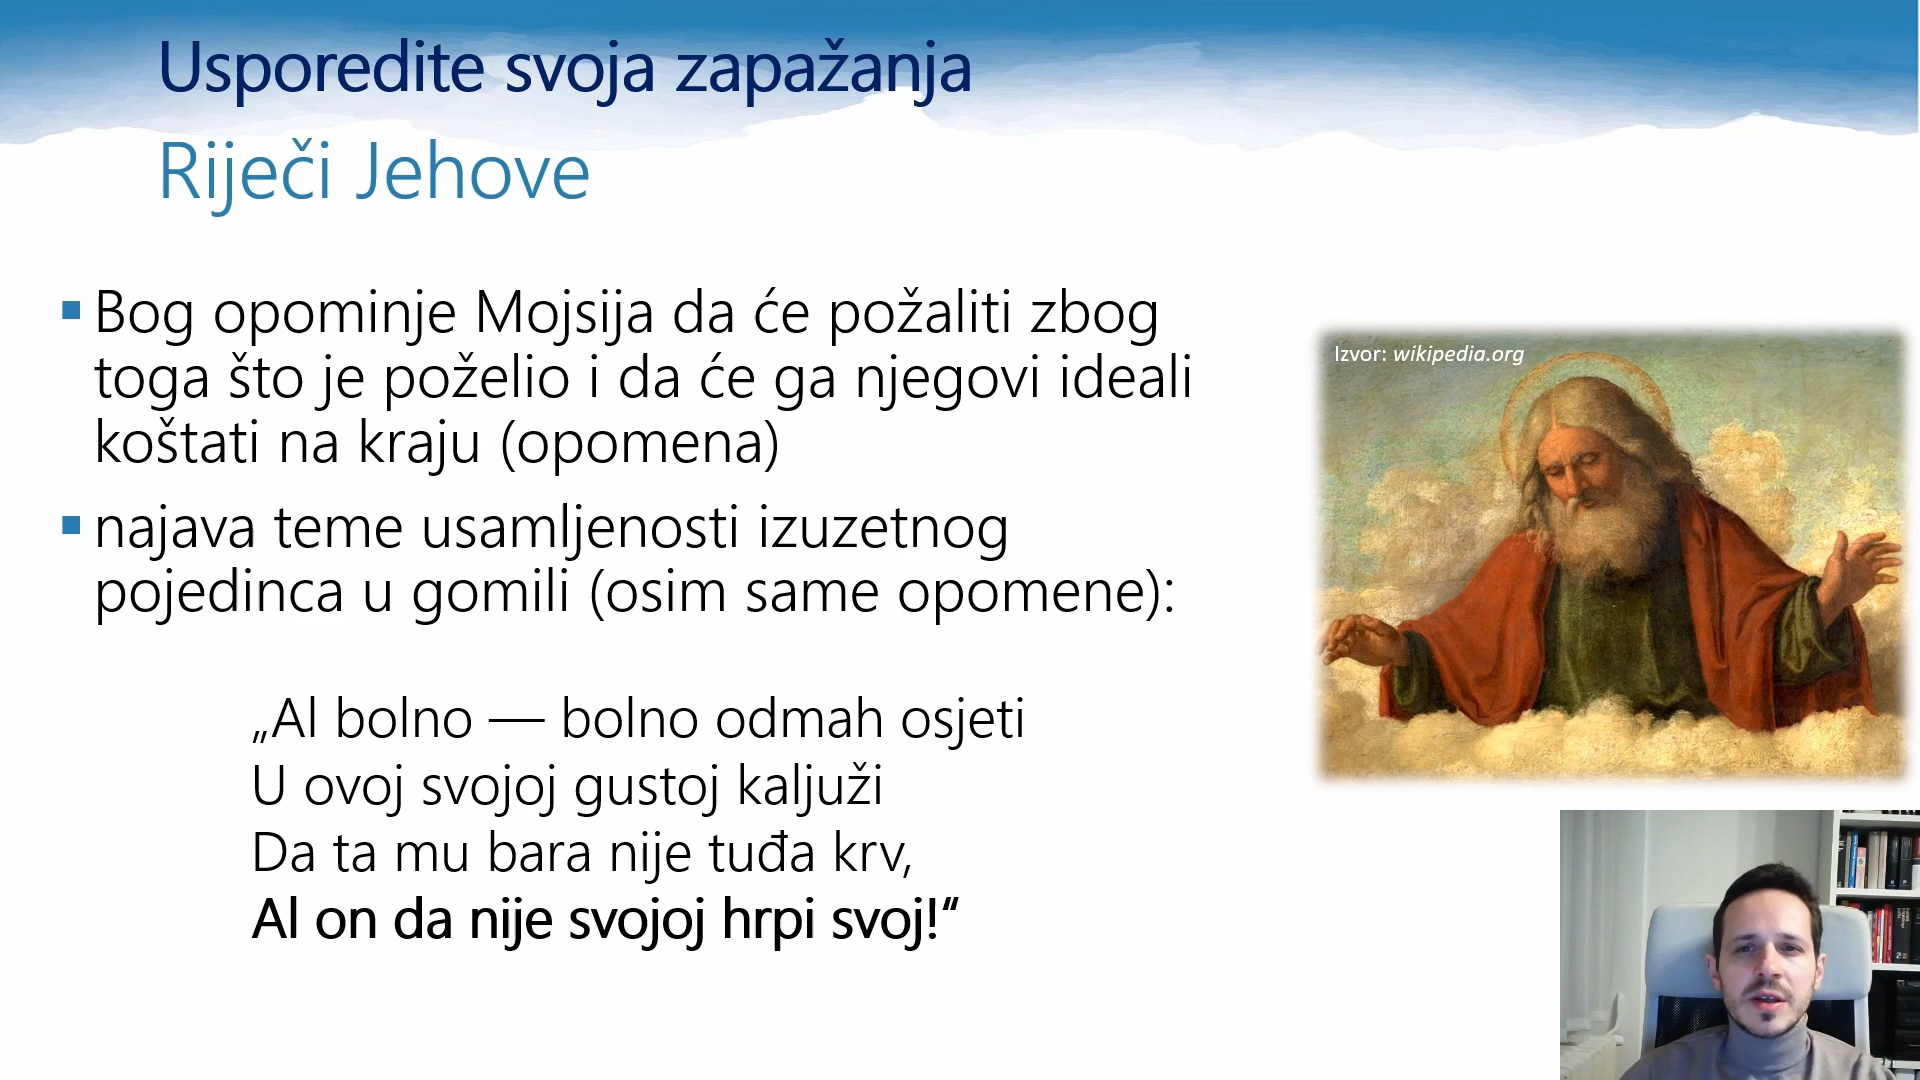 Usporedite svoja zapažanja
Riječi Jehove
Bog opominje Mojsija da će požaliti zbog
toga što je poželio i da će ga njegovi ideali
koštati na kraju (opomena)
najava teme usamljenosti izuzetnog
pojedinca u gomili (osim same opomene):
„Al bolno — bolno odmah osjeti
U ovoj svojoj gustoj kaljuži
Da ta mu bara nije tuđa krv,
Al on da nije svojoj hrpi svoj!“
Izvor: wikipedia.org